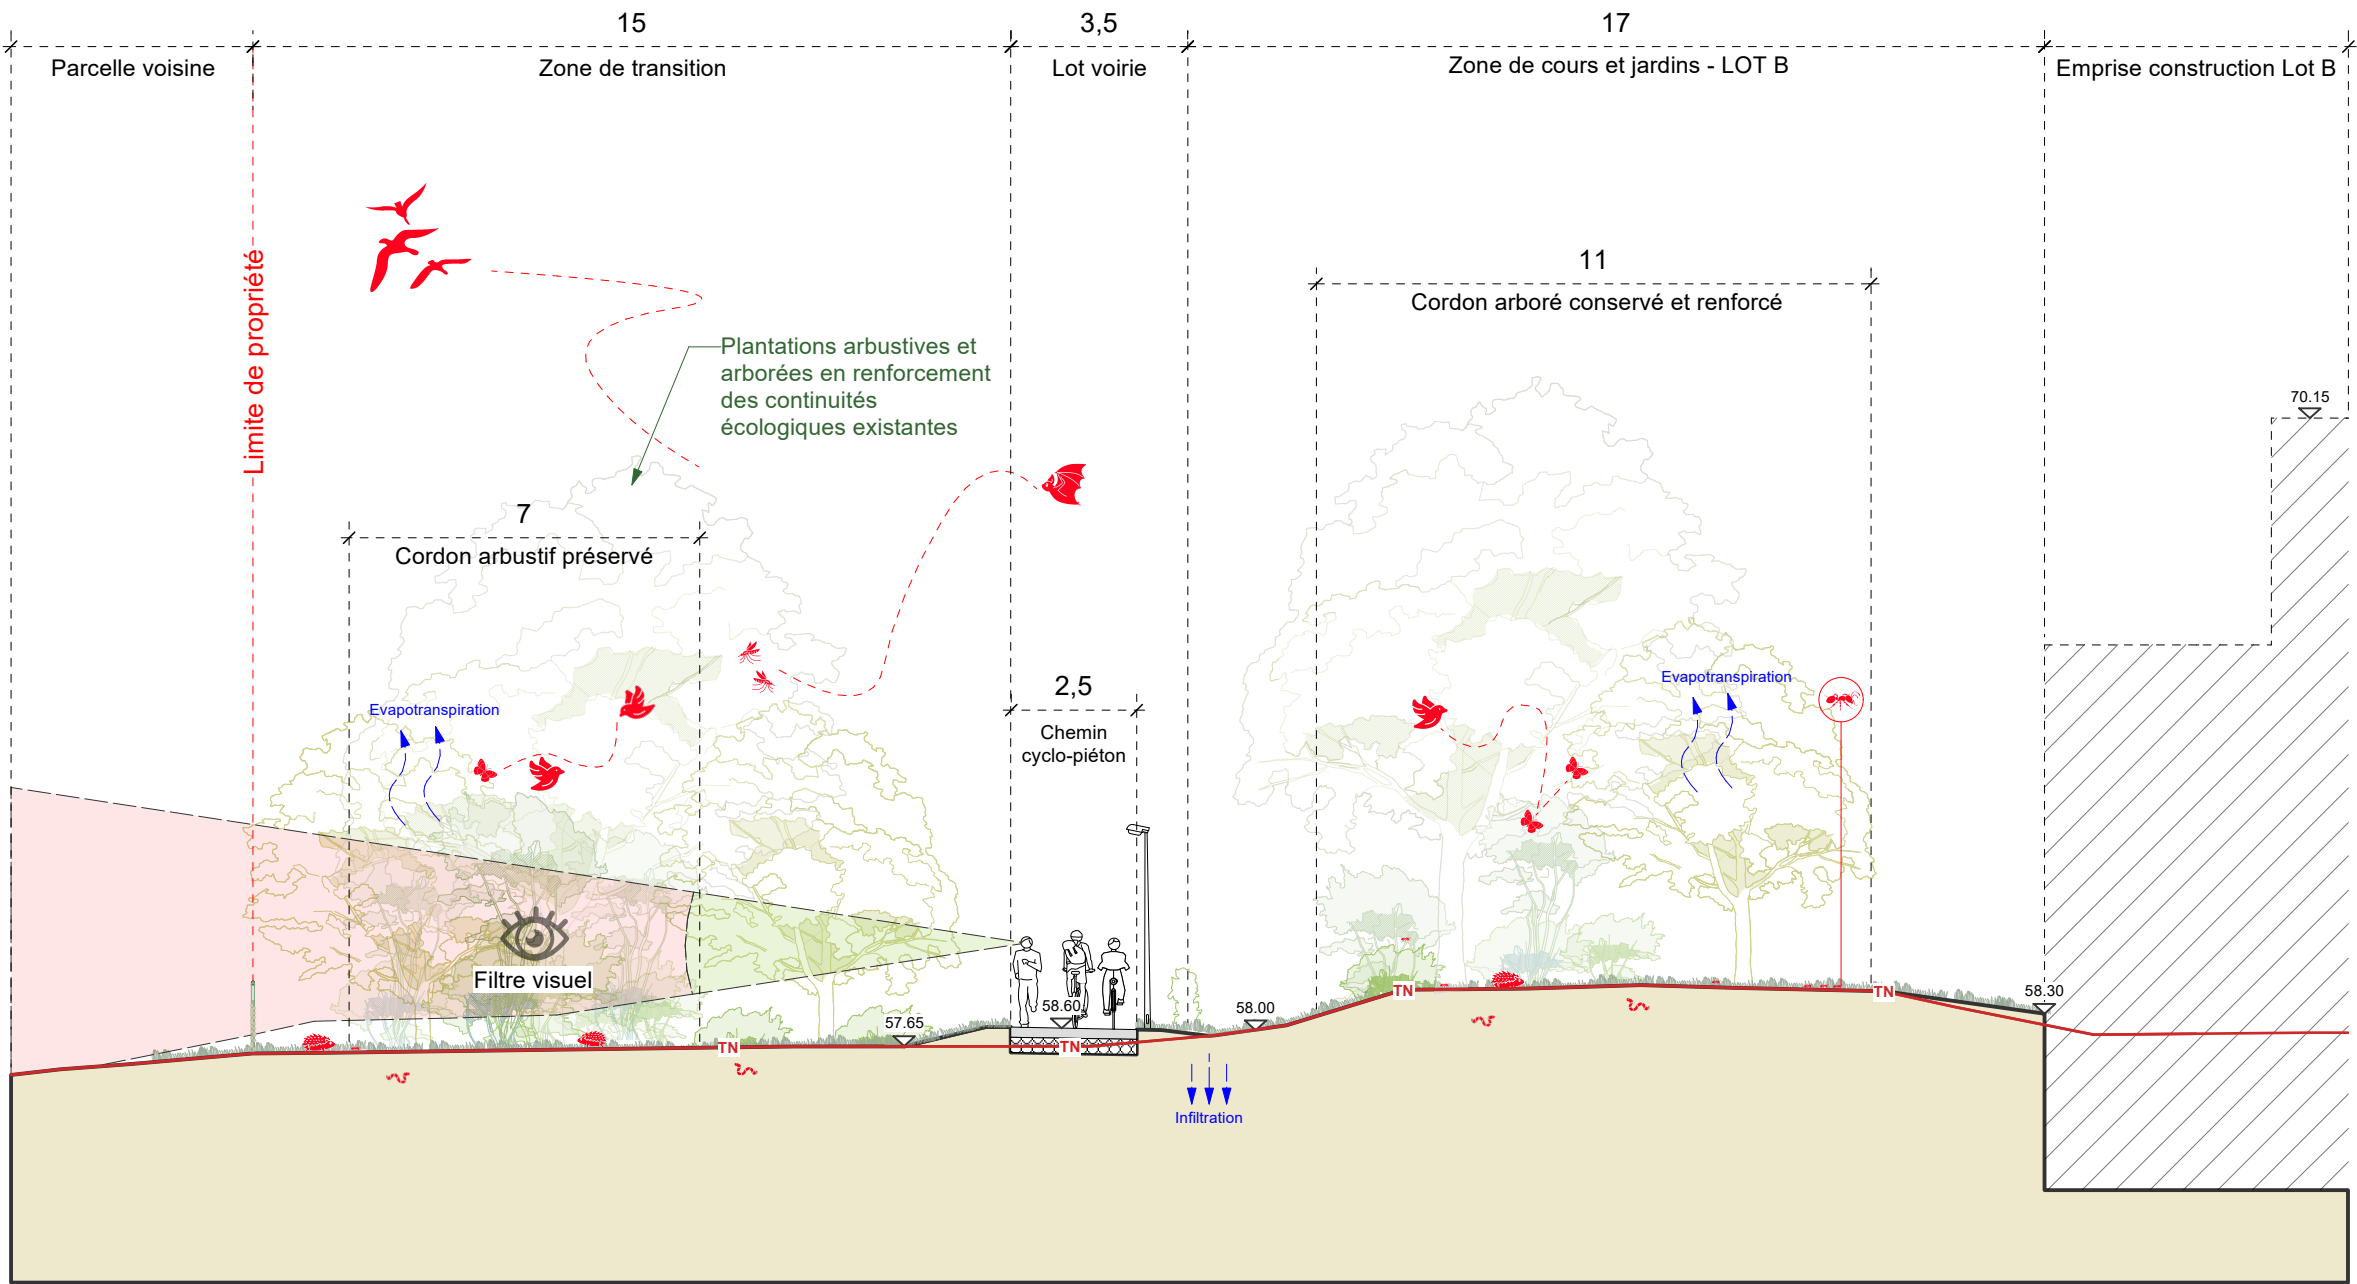 15
3,5
17
Parcelle voisine
Zone de transition
Lot voirie
Zone de cours et jardins - LOT B
Emprise construction Lot B
Limite de propriété
11
Cordon arboré conservé et renforcé
Plantations arbustives et
arborées en renforcement
des continuités
écologiques existantes
70.15
7
Cordon arbustif préservé
Evapotranspiration
2,5
Chemin
cyclo-piéton
Evapotranspiration
Filtre visuel
57.65
58.60
58.00
58.30
TN
TN
TN
TN
Infiltration